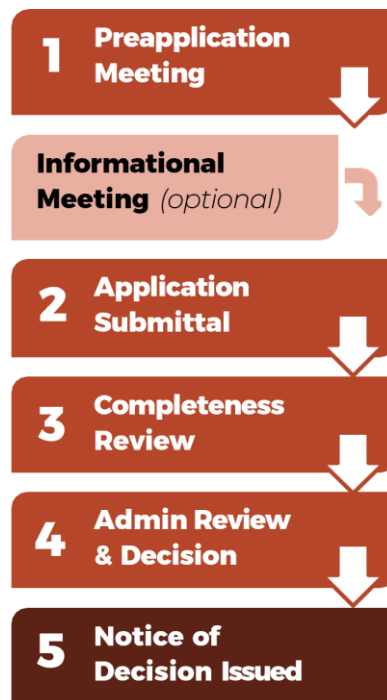 1 Preapplication
Meeting
Informational
Meeting (optional)
2 Application
Submittal
3 Completeness
Review
4 Admin Review
& Decision
5 Notice of
Decision Issued